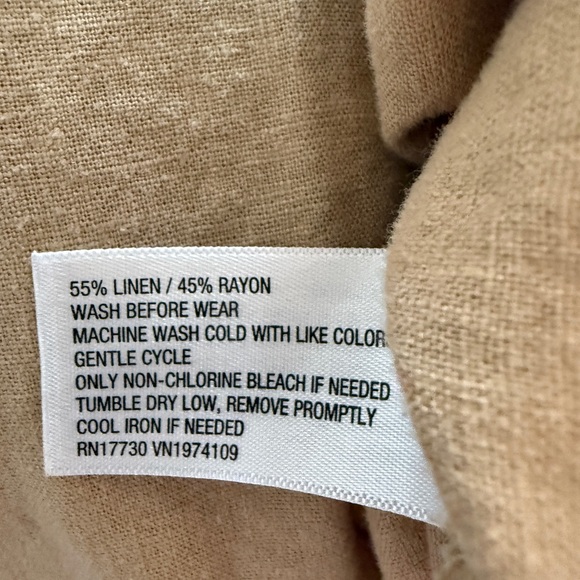 55% LINEN / 45% RAYON
WASH BEFORE WEAR
MACHINE WASH COLD WITH LIKE COLOR
GENTLE CYCLE
ONLY NON-CHLORINE BLEACH IF NEEDED
TUMBLE DRY LOW, REMOVE PROMPTLY
COOL IRON IF NEEDED
RN17730 VN1974109